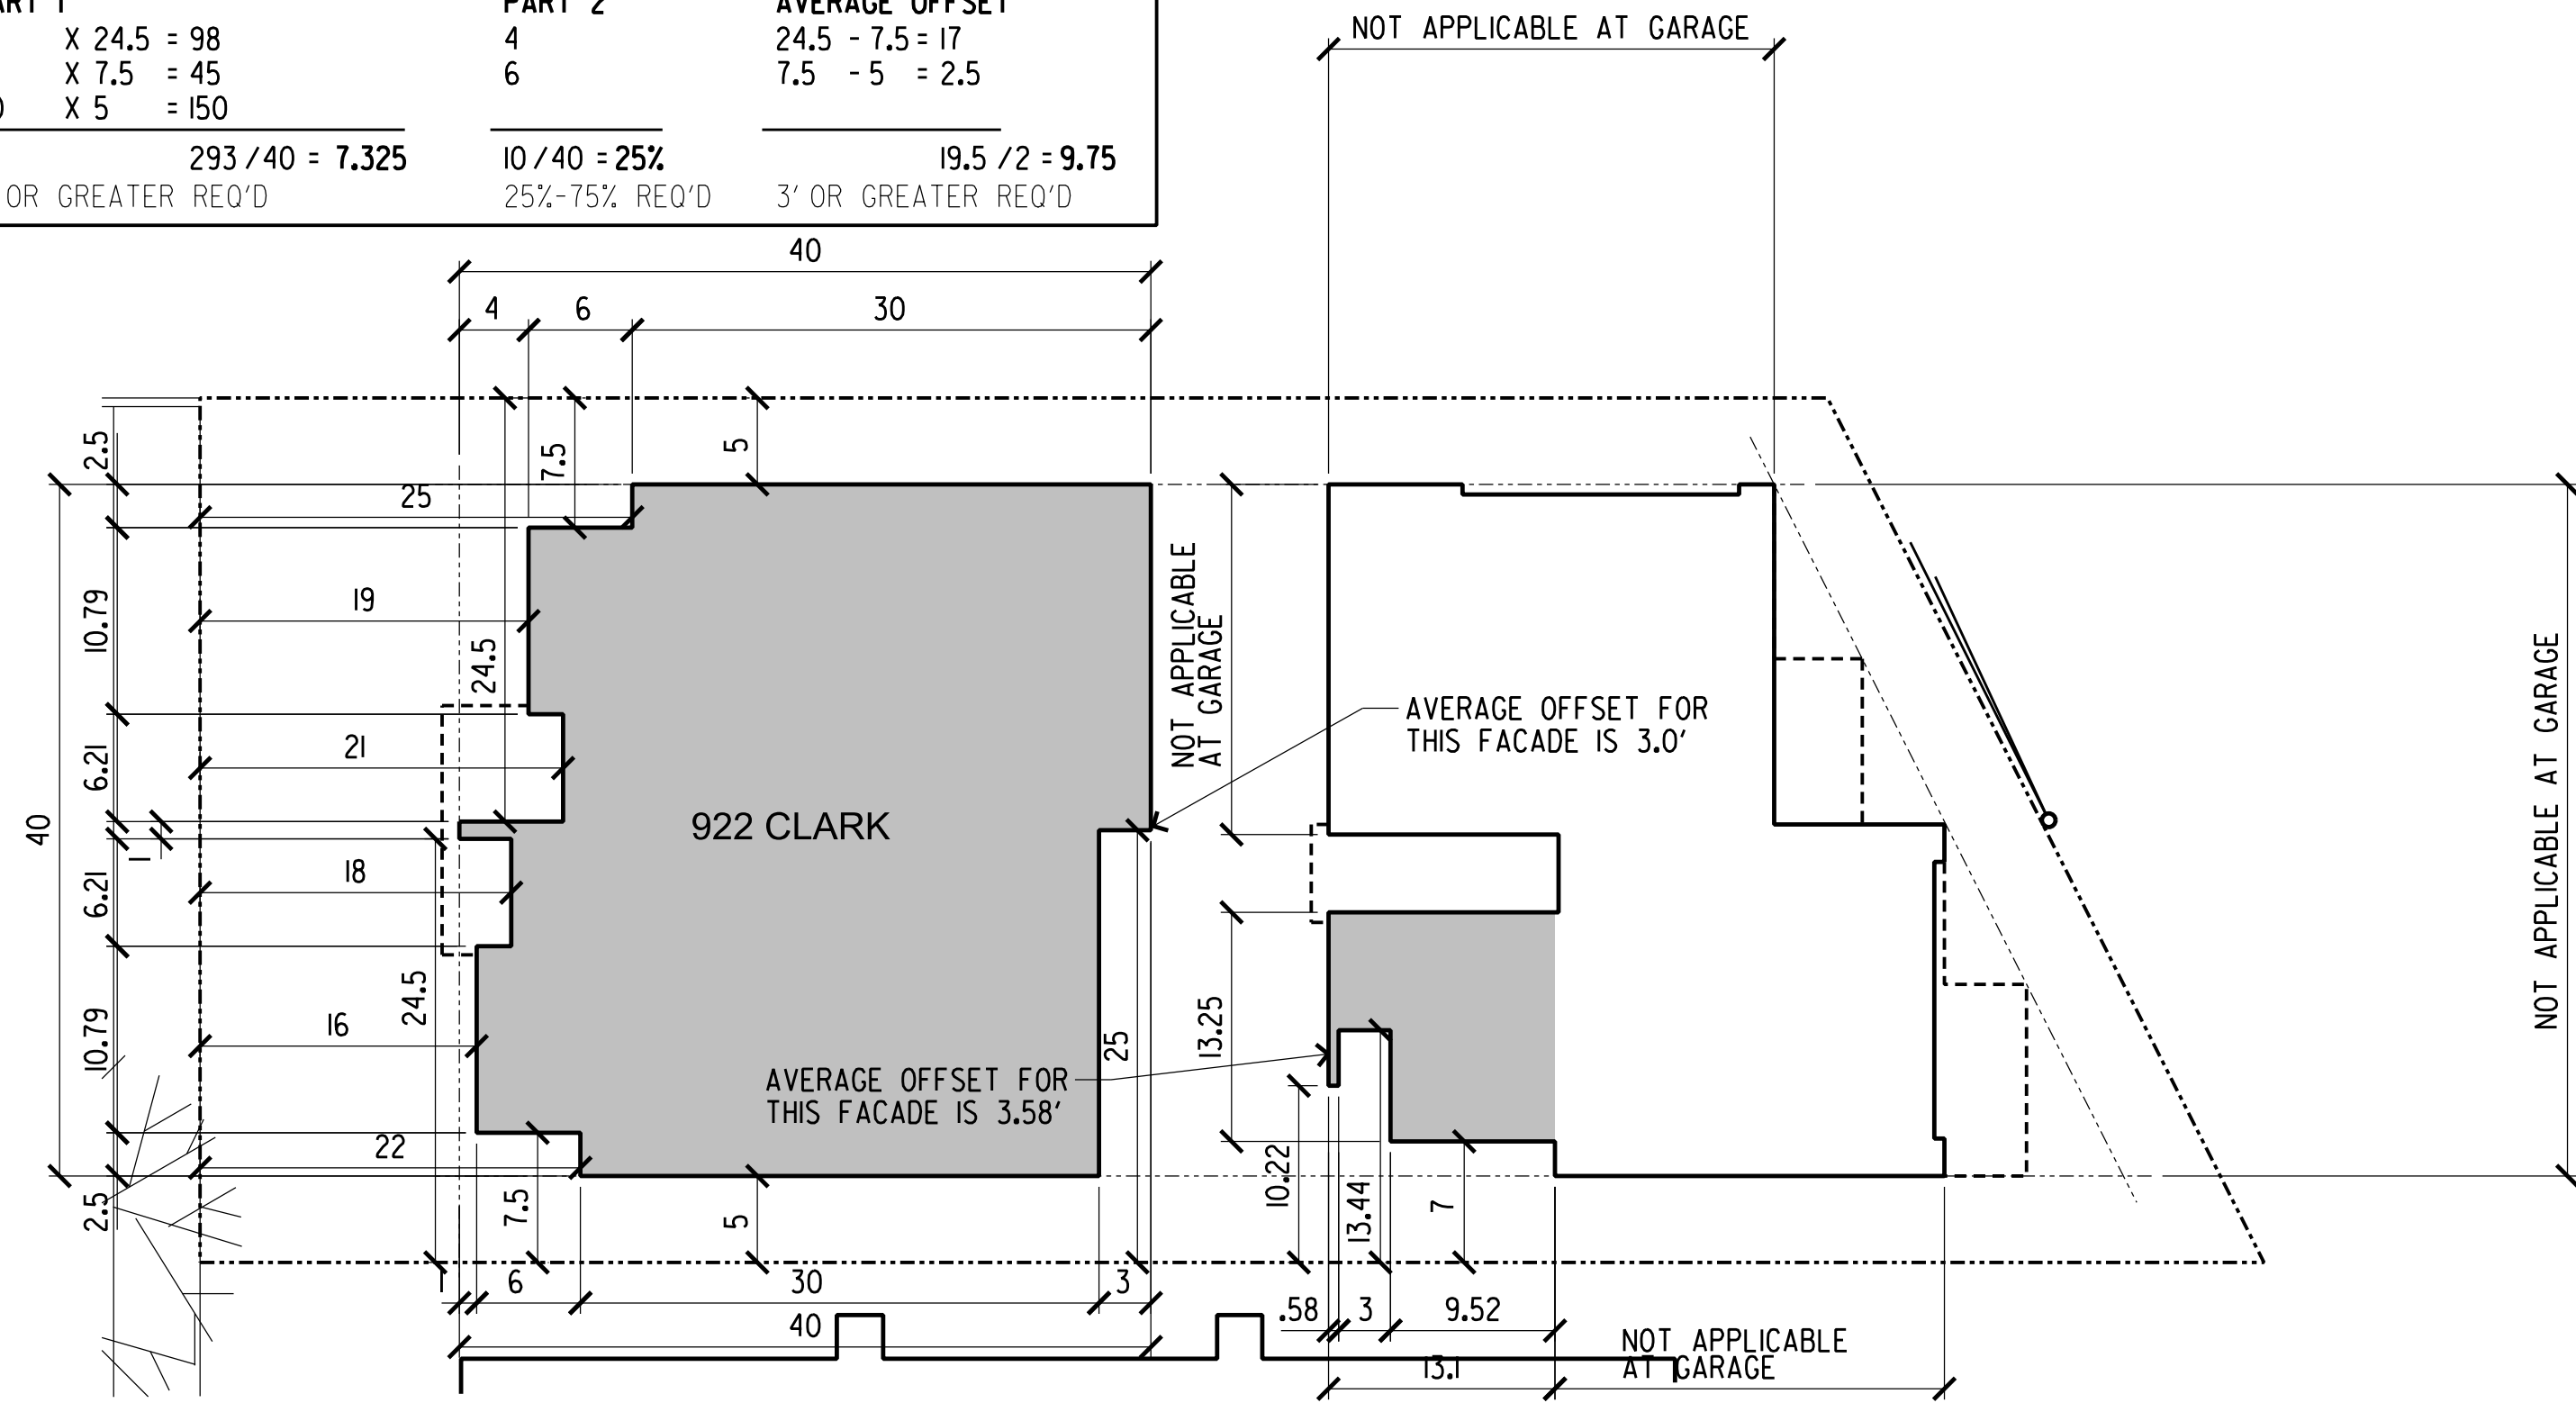 PART 2
AVERAGE OFFSET
X 24.5 = 98
4
24.5 - 7.5 = 17
X 7.5 = 45
6
7.5 - 5 = 2.5
X 5 = 150
293 / 40 = 7.325
10 / 40 = 25%
19.5 / 2 = 9.75
OR GREATER REQ'D
25%-75% REQ'D
3' OR GREATER REQ'D
NOT APPLICABLE AT GARAGE
40
4
6
30
2.5
7.5
5
25
10.79
19
24.5
6.21
21
40
1
6.21
18
922 CLARK
NOT APPLICABLE
AT GARAGE
AVERAGE OFFSET FOR
THIS FACADE IS 3.0'
NOT APPLICABLE AT GARAGE
24.5
10.79
16
25
13.25
AVERAGE OFFSET FOR
THIS FACADE IS 3.58'
22
2.5
7.5
5
10.22
13.44
7
1
6
30
3
40
.58
3
9.52
13.1
NOT APPLICABLE
AT GARAGE